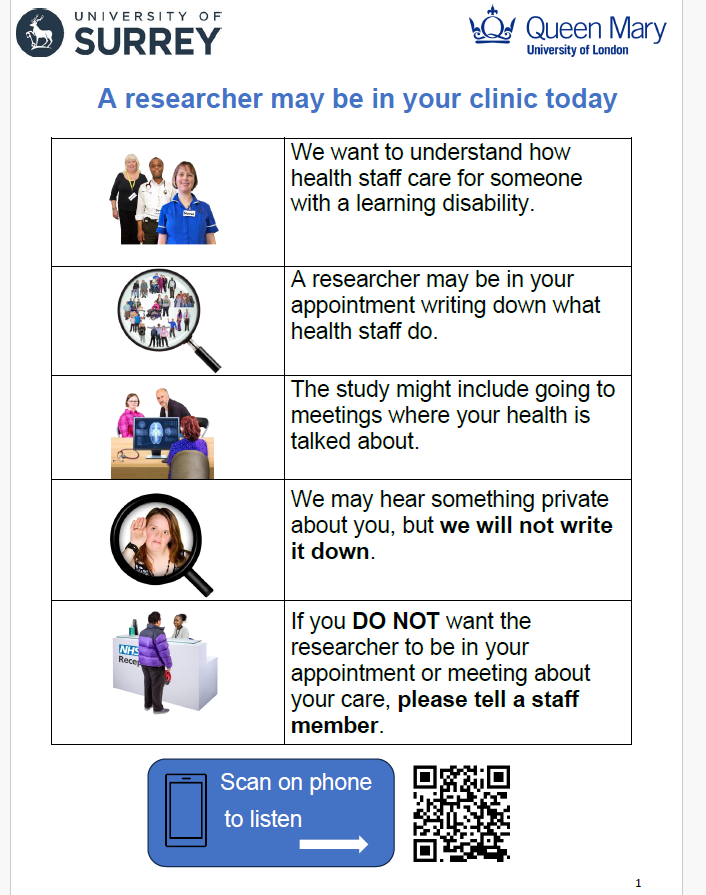 UNIVERSITY OF
SURREY
Queen Mary
University of London
A researcher may be in your clinic today
We want to understand how
health staff care for someone
with a learning disability.
A researcher may be in your
appointment writing down what
health staff do.
The study might include going to
meetings where your health is
talked about.
We may hear something private
about you, but we will not write
it down.
NHS
If you DO NOT want the
researcher to be in your
appointment or meeting about
your care, please tell a staff
member.
Scan on phone
to listen
1